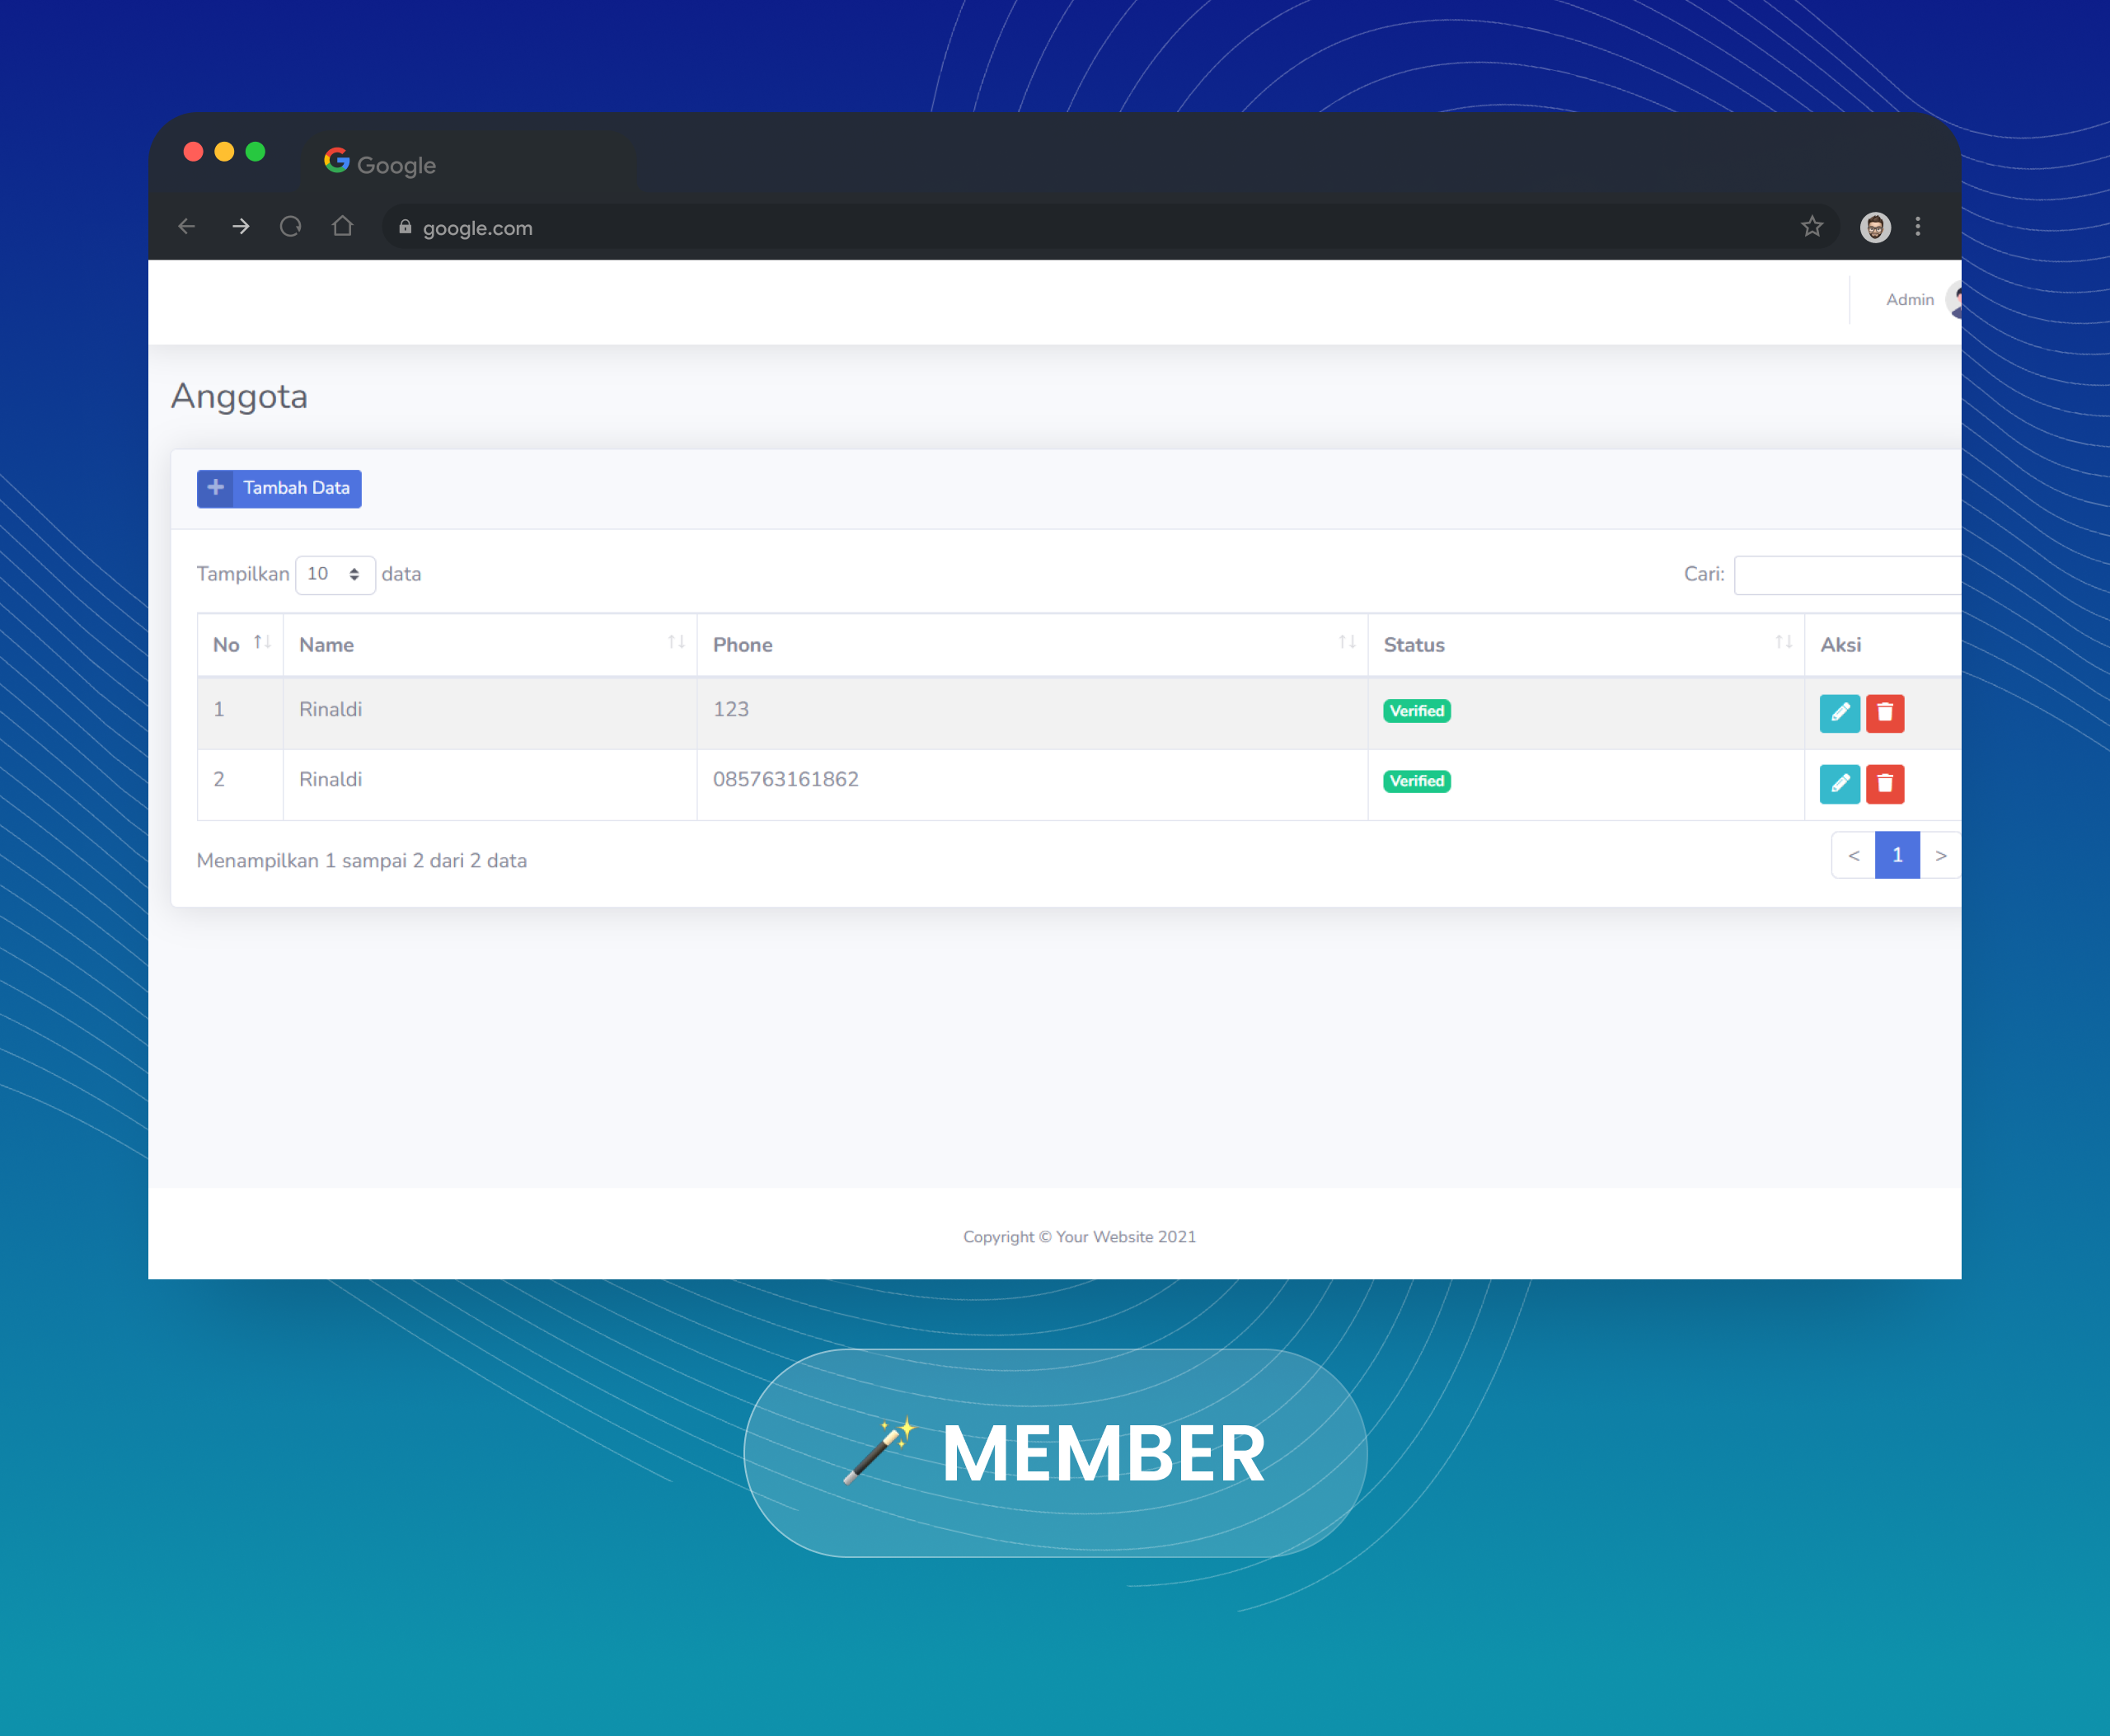 Google
google.com
Admin
Anggota
Tambah Data
Tampilkan 10 data
Cari:
No Name Phone Status Aksi
1 Rinaldi 123 Verified
2 Rinaldi 085763161862 Verified
Menampilkan 1 sampai 2 dari 2 data
< 1 >
Copyright © Your Website 2021
MEMBER